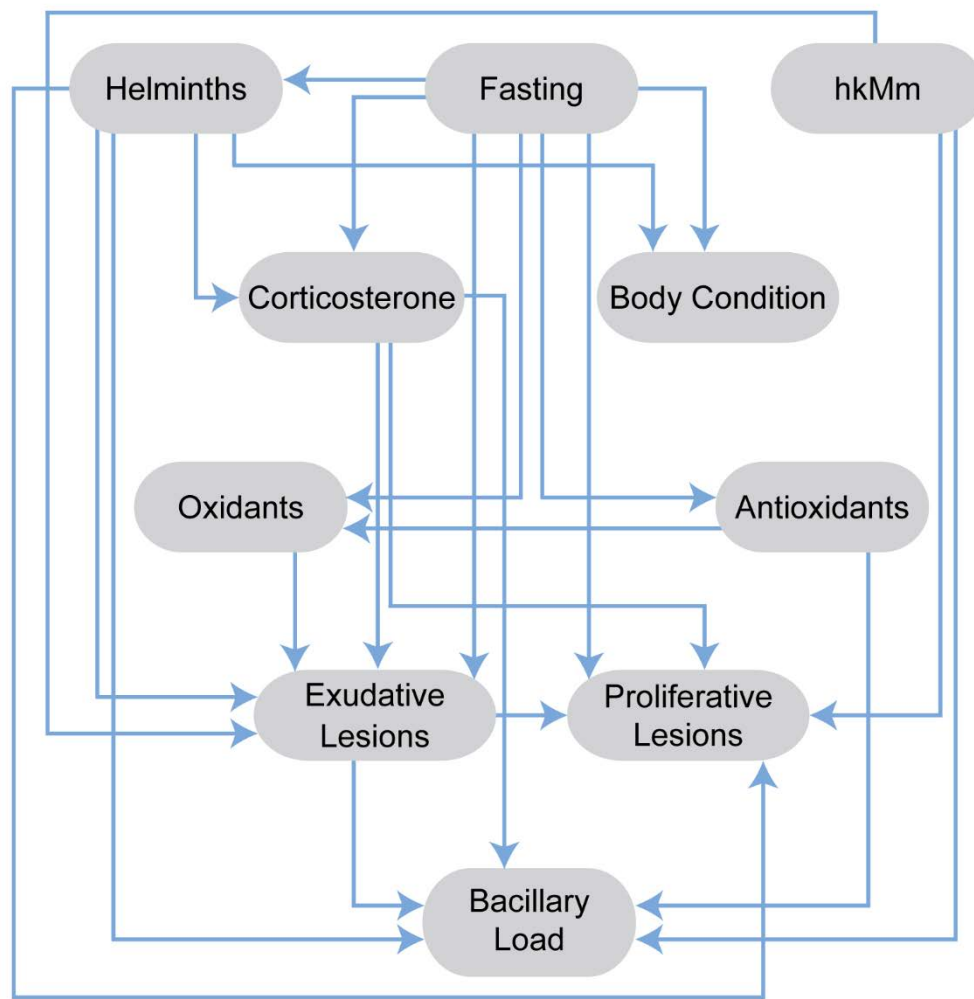 Helminths
Fasting
hkMm
Corticosterone
Body Condition
Oxidants
Antioxidants
Exudative
Lesions
Proliferative
Lesions
Bacillary
Load